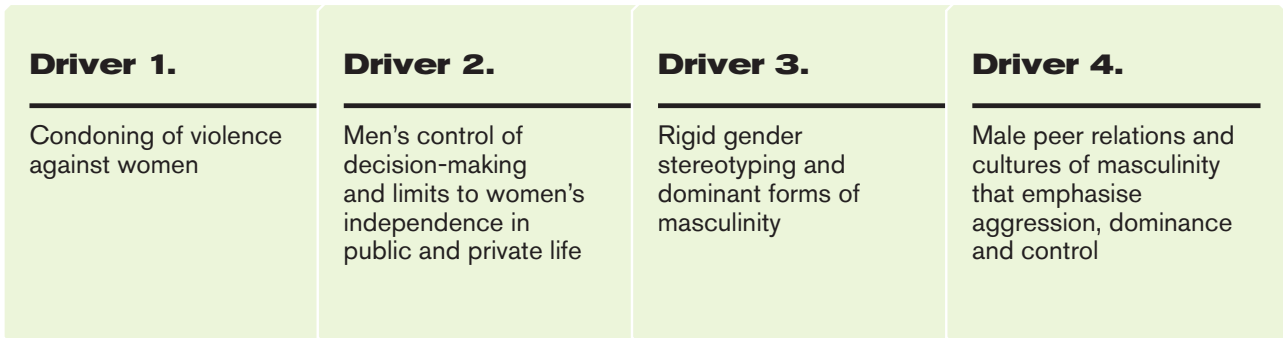 Driver 1.
Condoning of violence
against women
Driver 2.
Men’s control of
decision-making
and limits to women’s
independence in
public and private life
Driver 3.
Rigid gender
stereotyping and
dominant forms of
masculinity
Driver 4.
Male peer relations and
cultures of masculinity
that emphasise
aggression, dominance
and control